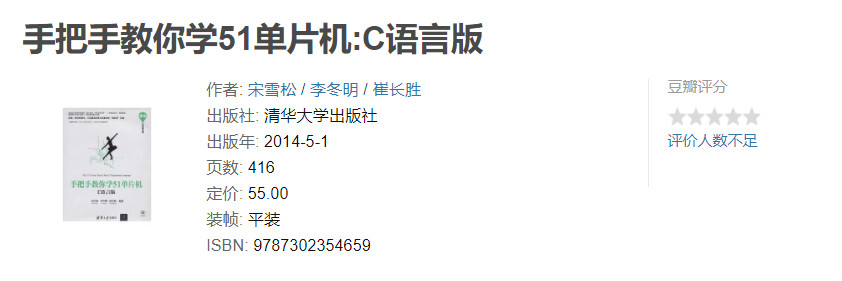 手把手教你学51单片机:C语言版
作者: 宋雪松 / 李冬明 / 崔长胜
出版社: 清华大学出版社
出版年: 2014-5-1
页数: 416
定价: 55.00
装帧: 平装
ISBN: 9787302354659
豆瓣评分
评价人数不足
手把手教你学51单片机
C语言版